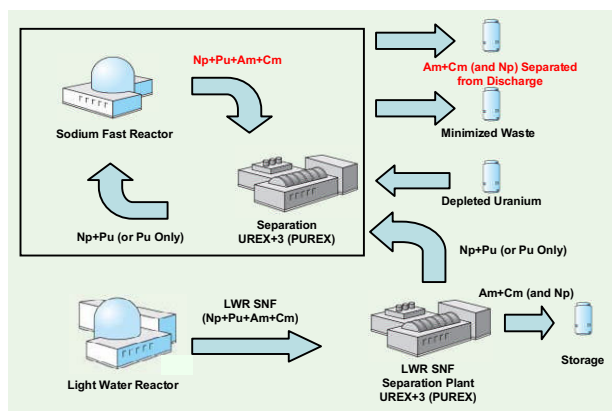 Np+Pu+Am+Cm
Am+Cm (and Np) Separated
from Discharge
Sodium Fast Reactor
Minimized Waste
Depleted Uranium
Separation
UREX+3 (PUREX)
Np+Pu (or Pu Only)
Np+Pu (or Pu Only)
LWR SNF
(Np+Pu+Am+Cm)
Am+Cm (and Np)
Storage
Light Water Reactor
LWR SNF
Separation Plant
UREX+3 (PUREX)